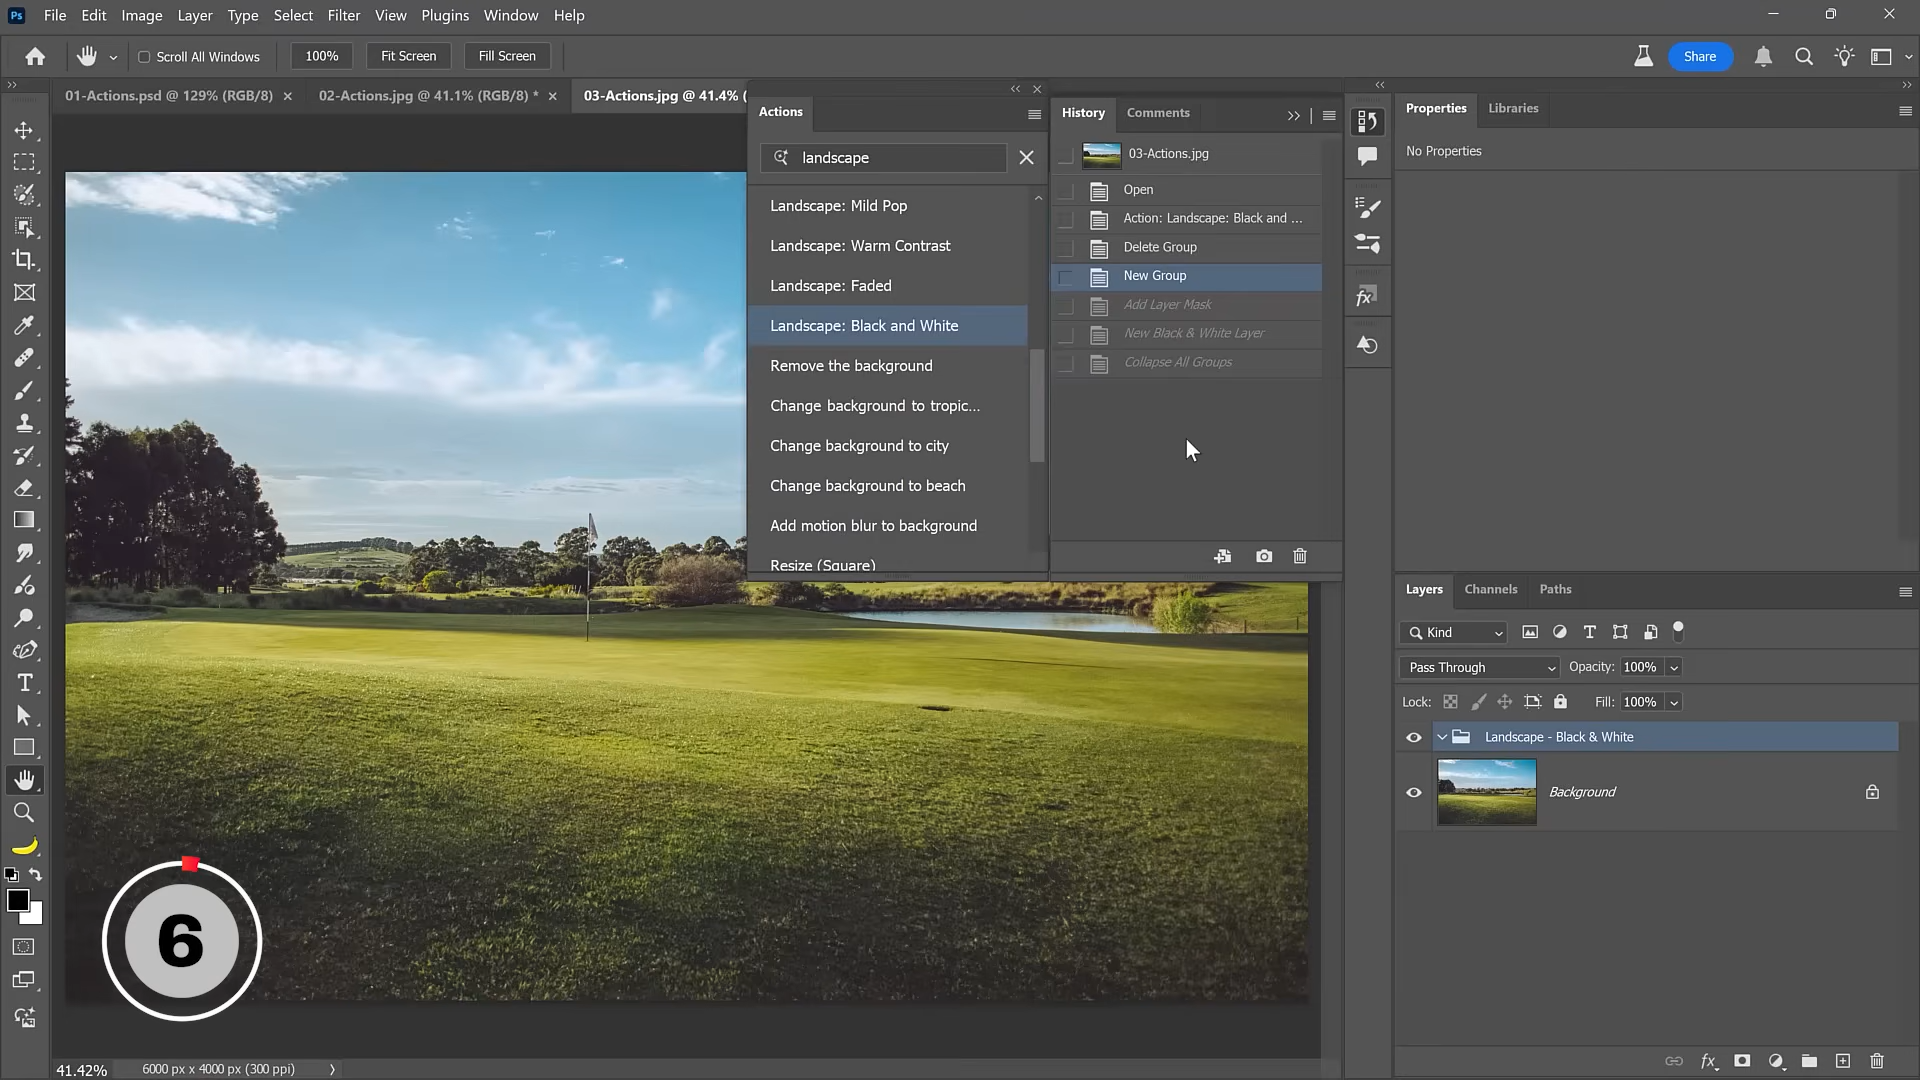 Ps File Edit Image Layer Type Select Filter View Plugins Window Help
Scroll All Windows 100% Fit Screen Fill Screen Share
01-Actions.psd @ 129% (RGB/8) 02-Actions.jpg @ 41.1% (RGB/8) * 03-Actions.jpg @ 41.4% (
Actions
landscape
Landscape: Mild Pop
Landscape: Warm Contrast
Landscape: Faded
Landscape: Black and White
Remove the background
Change background to tropic...
Change background to city
Change background to beach
Add motion blur to background
Resize (Square)
History Comments
03-Actions.jpg
Open
Action: Landscape: Black and ...
Delete Group
New Group
Add Layer Mask
New Black & White Layer
Collapse All Groups
Properties Libraries
No Properties
Layers Channels Paths
Kind
Pass Through Opacity: 100%
Lock: Fill: 100%
Landscape - Black & White
Background
6
41.42% 6000 px x 4000 px (300 ppi)